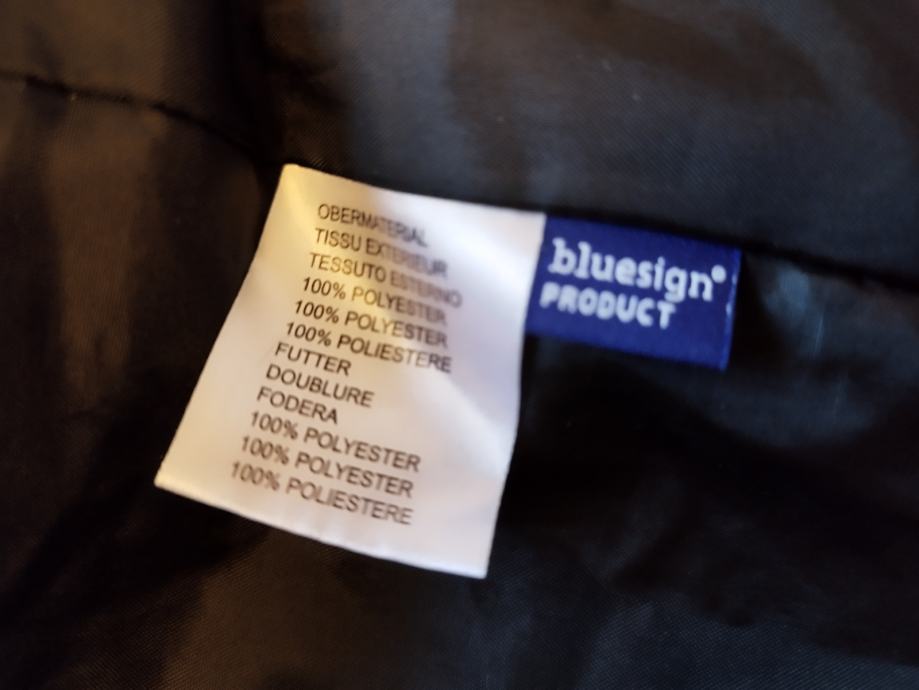 OBERMATERIAL
TISSU EXTERIEUR
TESSUTO ESTERNO
100% POLYESTER
100% POLYESTER
100% POLIESTERE
FUTTER
DOUBLURE
FODERA
100% POLYESTER
100% POLYESTER
100% POLIESTERE
bluesign®
PRODUCT